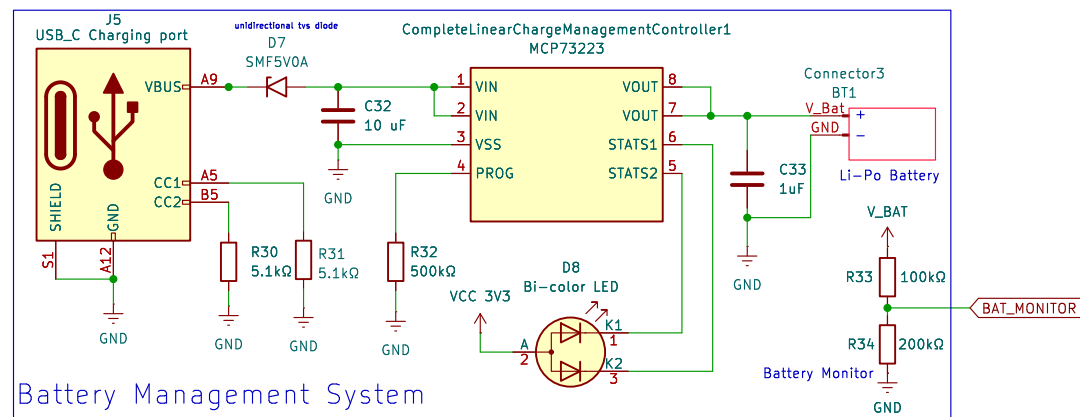 J5
USB_C Charging port
unidirectional tvs diode
D7
SMF5V0A
CompleteLinearChargeManagementController1
MCP73223
VBUS
A9
C32
10 uF
GND
1
VIN
2
VIN
3
VSS
4
PROG
VOUT
8
VOUT
7
STATS1
6
STATS2
5
Connector3
BT1
V_Bat
+
GND
-
Li-Po Battery
C33
1uF
GND
CC1
A5
CC2
B5
SHIELD
GND
S1
A12
GND
R30
5.1kΩ
GND
R31
5.1kΩ
GND
R32
500kΩ
GND
D8
Bi-color LED
VCC 3V3
A
2
K1
1
K2
3
V_BAT
R33
100kΩ
BAT_MONITOR
R34
200kΩ
Battery Monitor
GND
Battery Management System